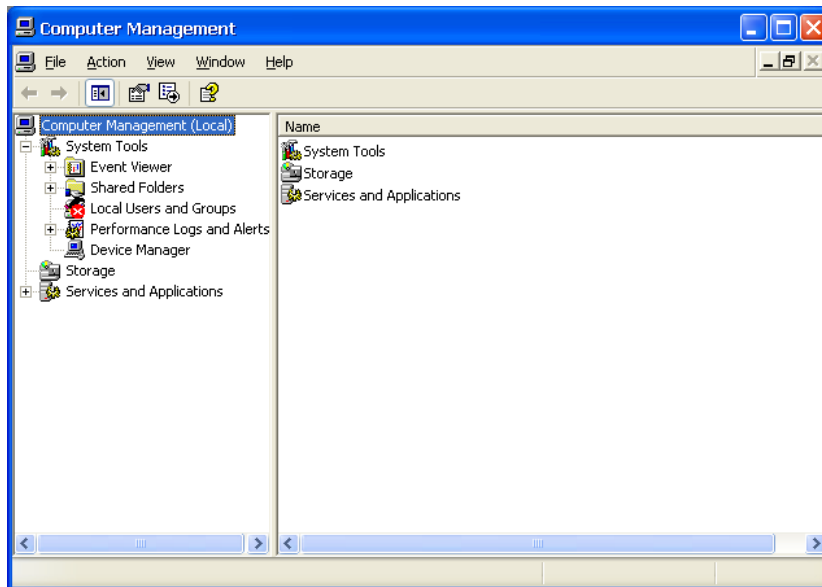 Computer Management
File Action View Window Help
Computer Management (Local)
System Tools
Event Viewer
Shared Folders
Local Users and Groups
Performance Logs and Alerts
Device Manager
Storage
Services and Applications
Name
System Tools
Storage
Services and Applications